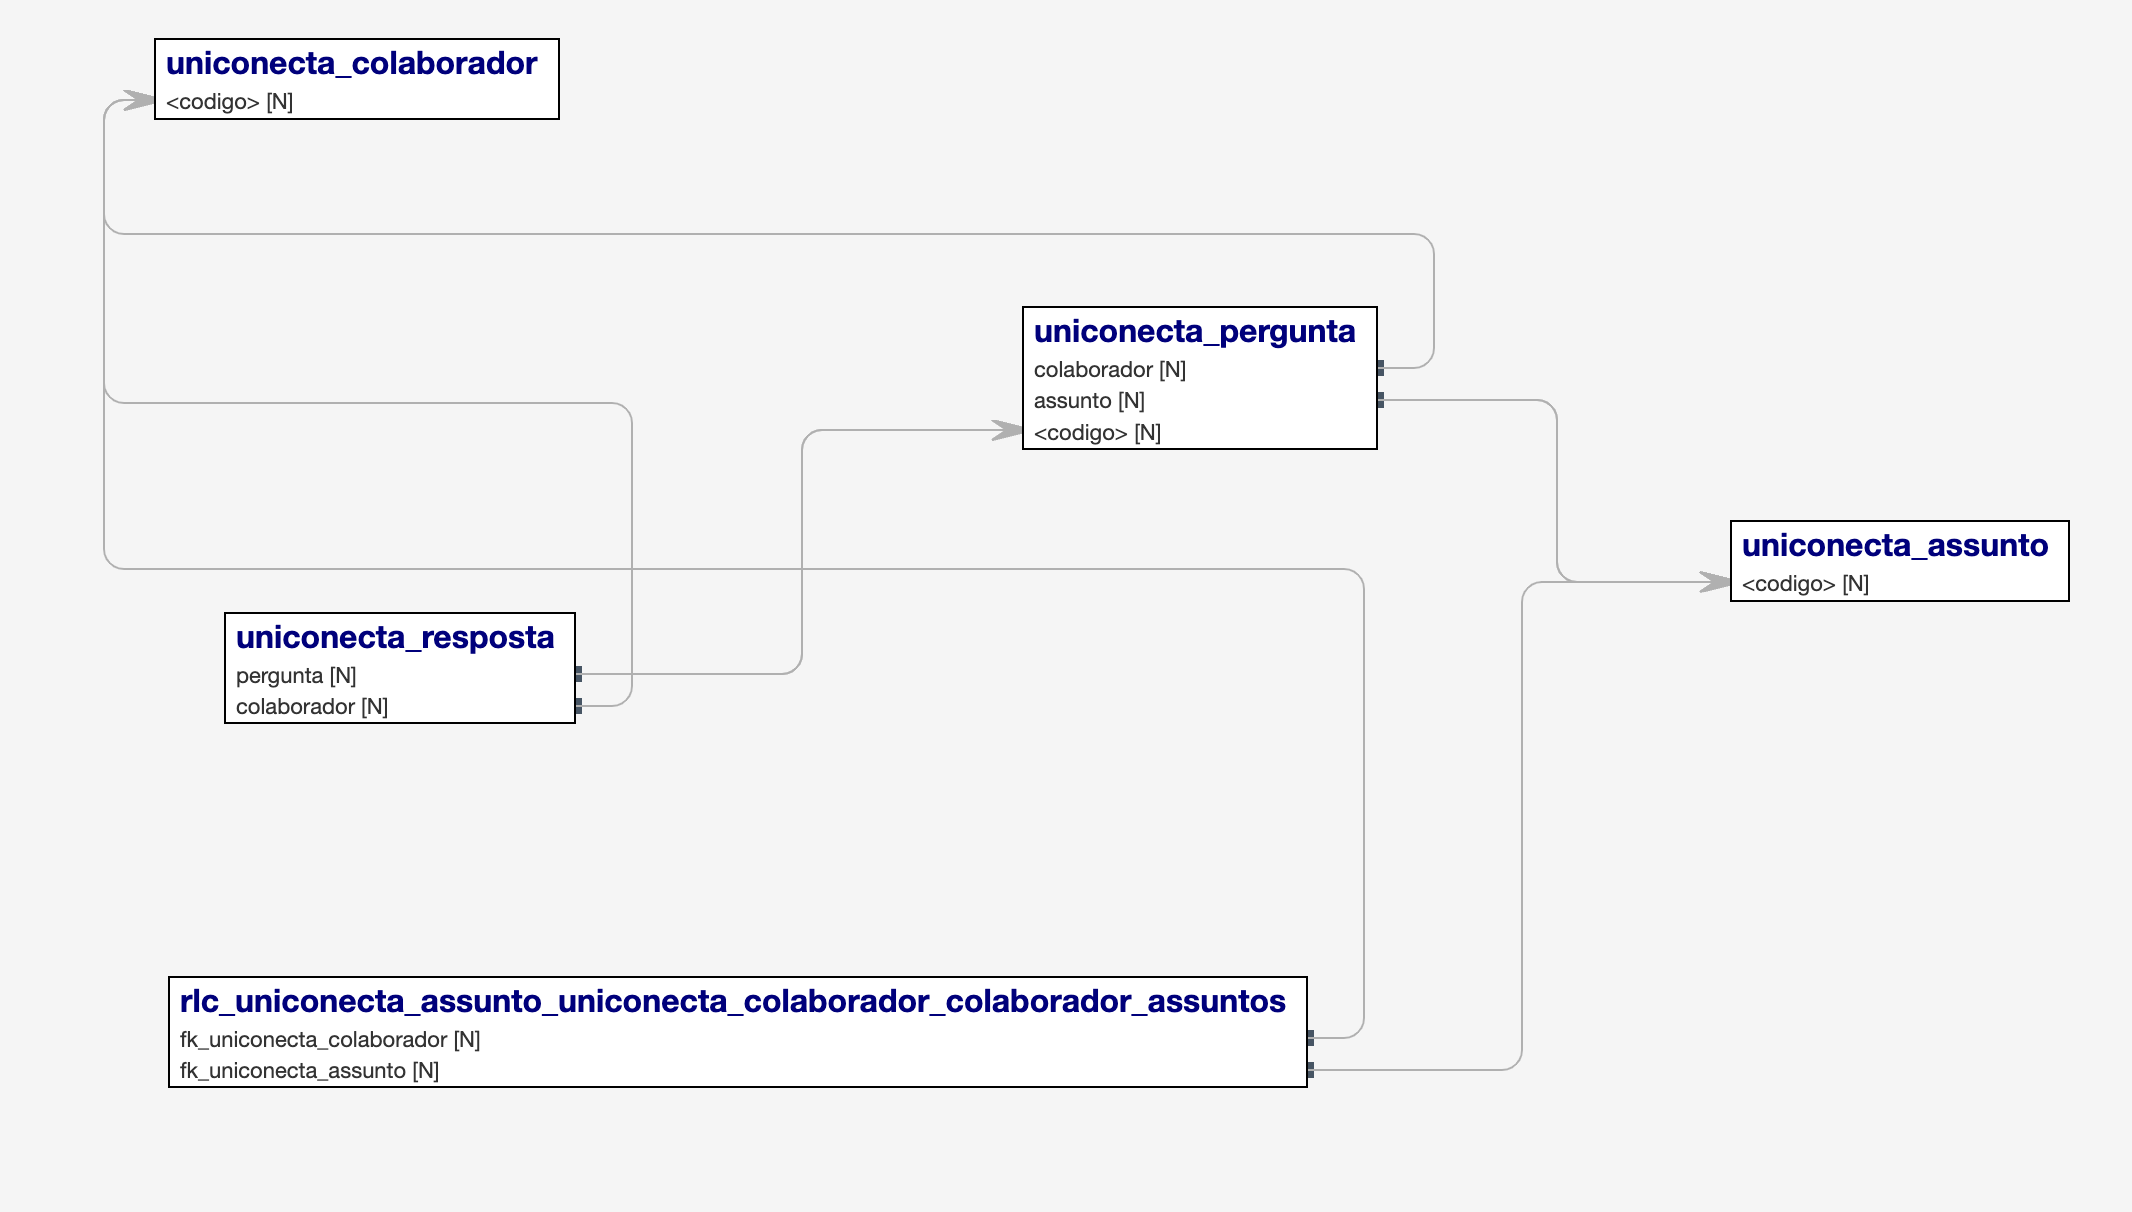 uniconecta_colaborador
<codigo> [N]
uniconecta_pergunta
colaborador [N]
assunto [N]
<codigo> [N]
uniconecta_assunto
<codigo> [N]
uniconecta_resposta
pergunta [N]
colaborador [N]
rlc_uniconecta_assunto_uniconecta_colaborador_colaborador_assuntos
fk_uniconecta_colaborador [N]
fk_uniconecta_assunto [N]